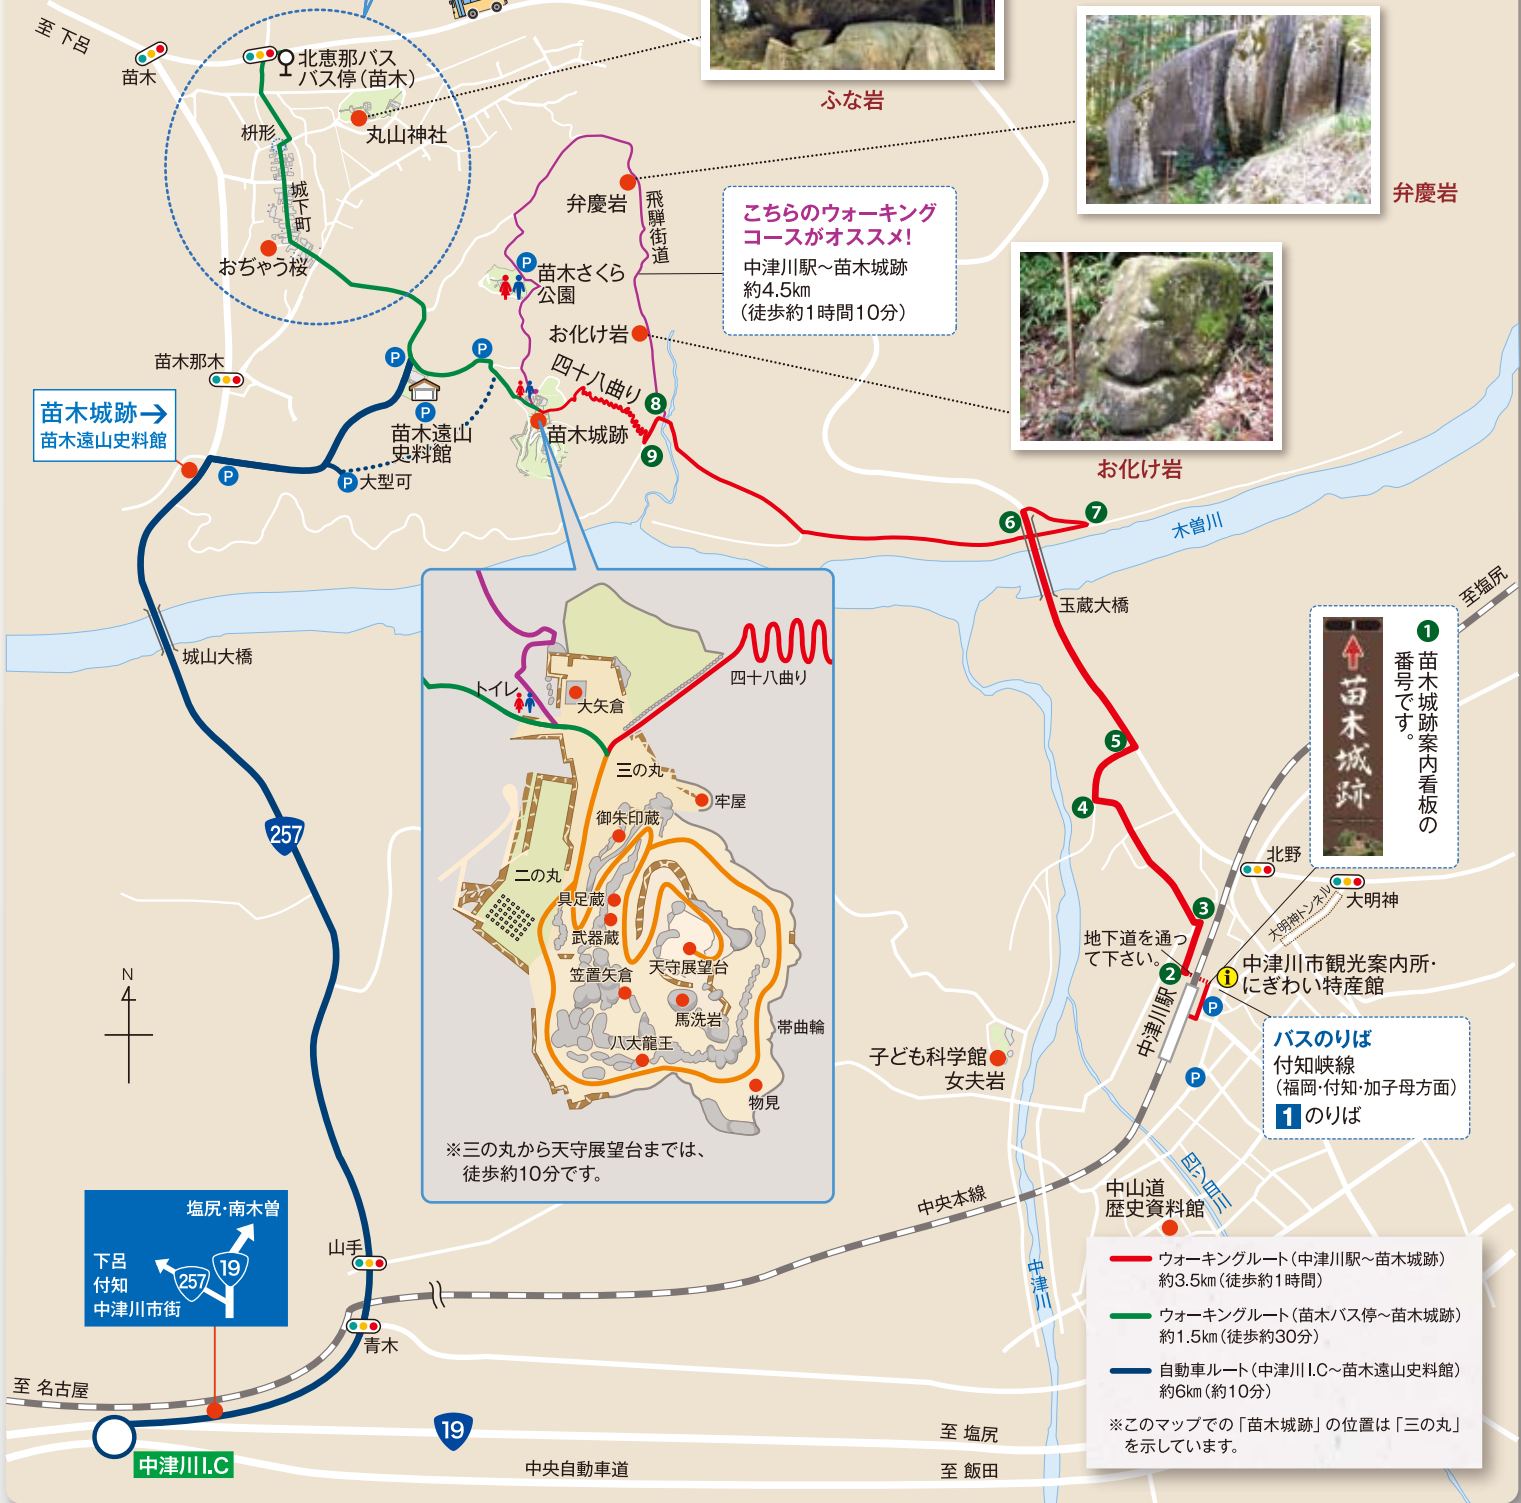 至 下呂
苗木
北恵那バス
バス停（苗木）
丸山神社
枡形
城下町
おぢゃう桜
ふな岩
弁慶岩
弁慶岩
飛騨街道
こちらのウォーキング
コースがオススメ！
中津川駅～苗木城跡
約4.5㎞
（徒歩約1時間10分）
P
苗木さくら
公園
お化け岩
お化け岩
苗木那木
P
P
四十八曲り
苗木城跡→
苗木遠山史料館
P
苗木遠山
史料館
苗木城跡
8
9
P
P
大型可
6
7
木曽川
玉蔵大橋
至塩尻
城山大橋
1
苗木城跡案内看板の
番号です。
苗木城跡
トイレ
大矢倉
四十八曲り
三の丸
牢屋
御朱印蔵
二の丸
具足蔵
武器蔵
笠置矢倉
天守展望台
馬洗岩
八大龍王
帯曲輪
物見
※三の丸から天守展望台までは、
徒歩約10分です。
257
5
4
3
2
北野
大明神
大明神トンネル
地下道を通っ
て下さい。
i
中津川市観光案内所・
にぎわい特産館
P
中津川駅
P
バスのりば
付知峡線
（福岡・付知・加子母方面）
1のりば
N
子ども科学館
女夫岩
四ツ目川
中山道
歴史資料館
中央本線
中津川
塩尻・南木曽
下呂
付知
中津川市街
257
19
山手
青木
至 名古屋
中津川I.C
19
中央自動車道
至 塩尻
至 飯田
ウォーキングルート（中津川駅～苗木城跡）
約3.5㎞（徒歩約1時間）
ウォーキングルート（苗木バス停～苗木城跡）
約1.5㎞（徒歩約30分）
自動車ルート（中津川I.C～苗木遠山史料館）
約6㎞（約10分）
※このマップでの「苗木城跡」の位置は「三の丸」
を示しています。